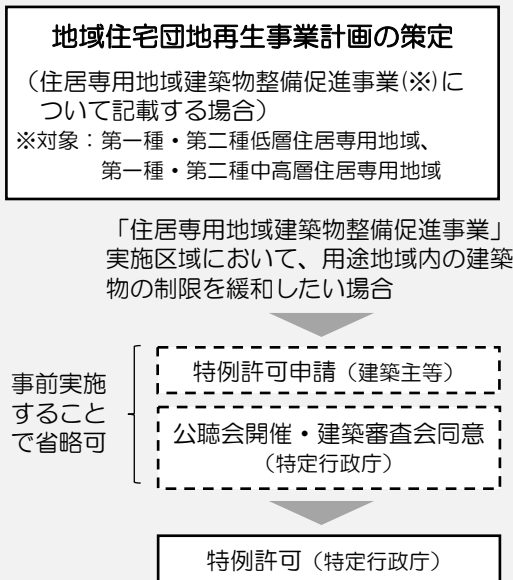 地域住宅団地再生事業計画の策定
（住居専用地域建築物整備促進事業(※)に
ついて記載する場合）
※対象：第一種・第二種低層住居専用地域、
第一種・第二種中高層住居専用地域
「住居専用地域建築物整備促進事業」
実施区域において、用途地域内の建築
物の制限を緩和したい場合
事前実施
すること
で省略可
特例許可申請（建築主等）
公聴会開催・建築審査会同意
（特定行政庁）
特例許可（特定行政庁）